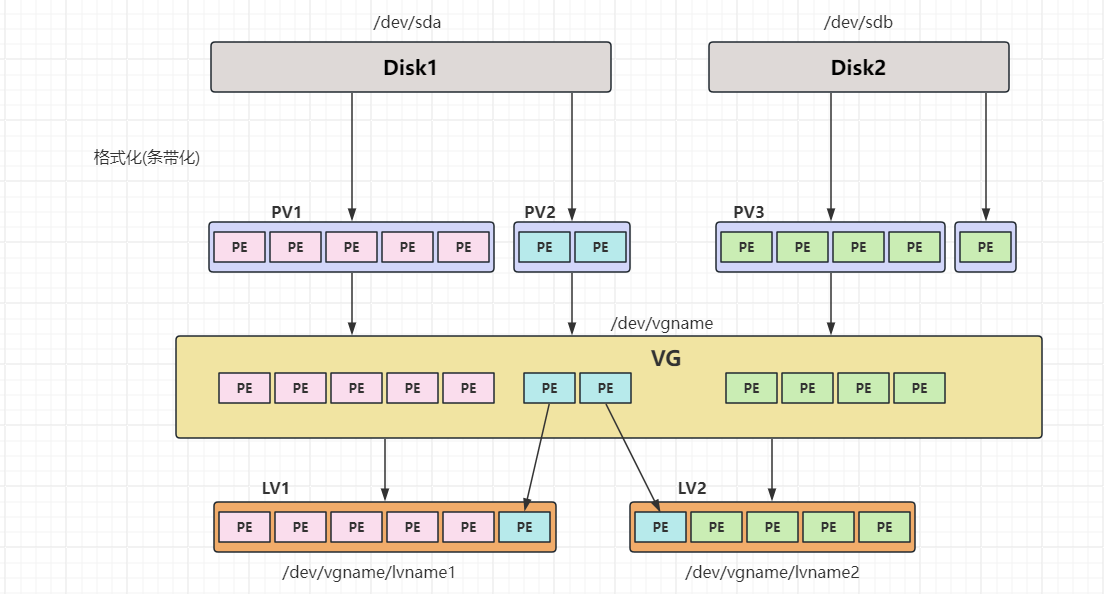 /dev/sda
/dev/sdb
Disk1
Disk2
格式化(条带化)
PV1
PV2
PV3
PE PE PE PE PE
PE PE
PE PE PE PE
PE
/dev/vgname
VG
PE PE PE PE PE
PE PE
PE PE PE PE
LV1
LV2
PE PE PE PE PE PE
PE PE PE PE PE
/dev/vgname/lvname1
/dev/vgname/lvname2